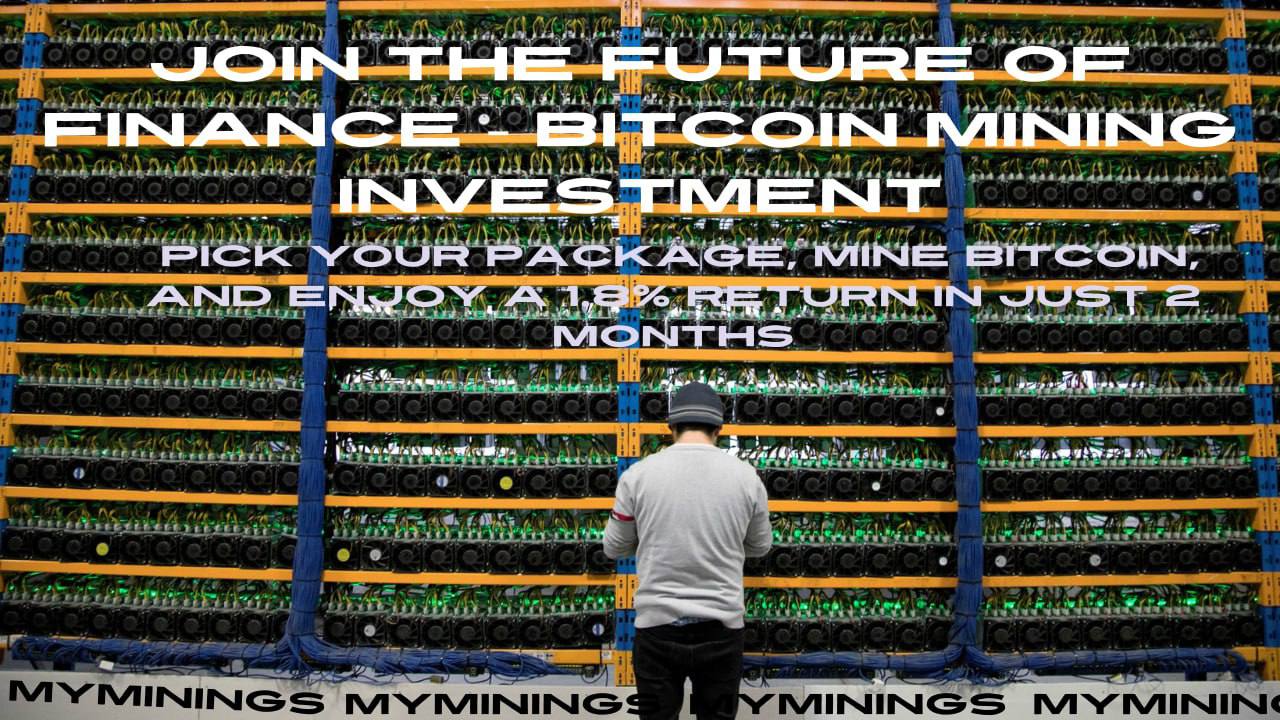 JOIN THE FUTURE OF
FINANCE - BITCOIN MINING
INVESTMENT
PICK YOUR PACKAGE, MINE BITCOIN,
AND ENJOY A 1,8% RETURN IN JUST 2
MONTHS
MYMININGS MYMININGS MYMININGS MYMINING